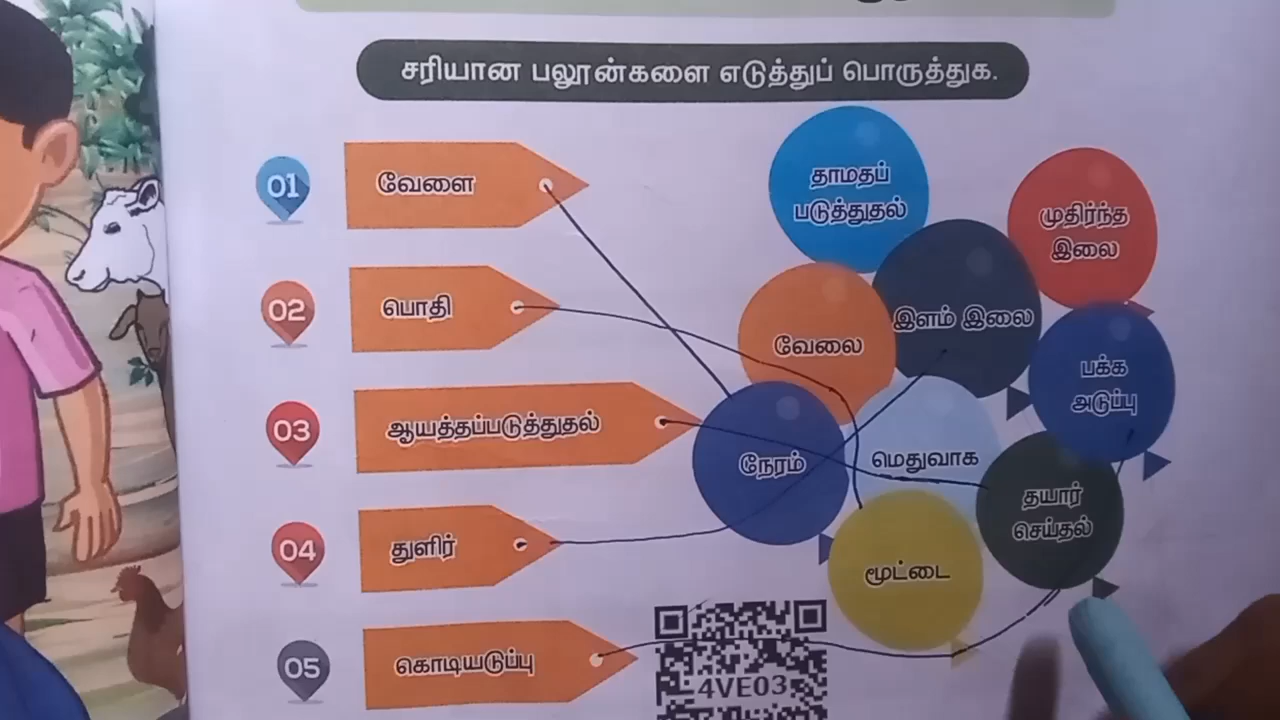 சரியான பலூன்களை எடுத்துப் பொருத்துக.
01 வேளை
02 பொதி
03 ஆயத்தப்படுத்துதல்
04 துளிர்
05 கொடியடுப்பு
தாமதப்
படுத்துதல்
முதிர்ந்த
இலை
இளம் இலை
வேலை
பக்க
அடுப்பு
நேரம்
மெதுவாக
தயார்
செய்தல்
மூட்டை
4VE03